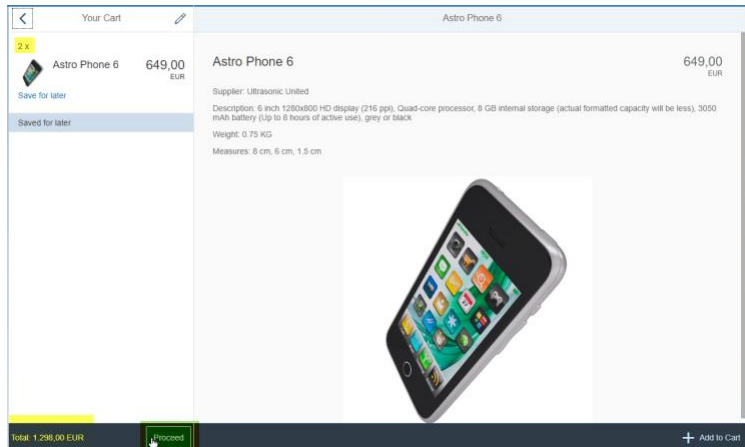 Your Cart
2 x
Astro Phone 6
649,00
EUR
Save for later
Saved for later
Total: 1.298,00 EUR
Proceed
Astro Phone 6
Astro Phone 6
649,00
EUR
Supplier: Ultrasonic United
Description: 6 inch 1280x800 HD display (216 ppi), Quad-core processor, 8 GB internal storage (actual formatted capacity will be less), 3050
mAh battery (Up to 8 hours of active use), grey or black
Weight: 0.75 KG
Measures: 8 cm, 6 cm, 1.5 cm
Add to Cart